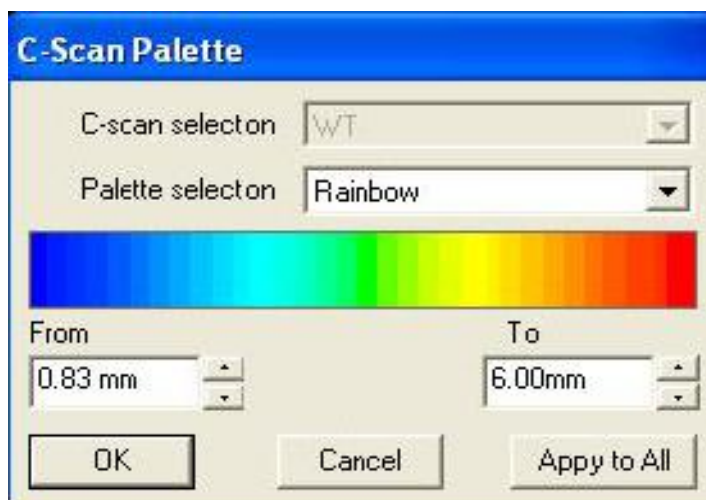 C-Scan Palette
C-scan selecton WT
Palette selecton Rainbow
From To
0.83 mm 6.00mm
OK Cancel Appy to All